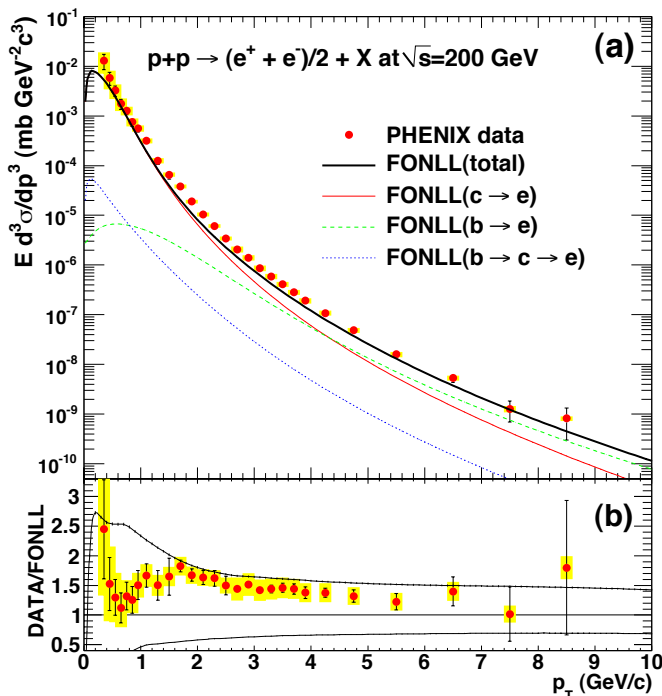 p+p → (e⁺ + e⁻)/2 + X at √s=200 GeV
(a)
E d³σ/dp³ (mb GeV⁻²c³)
10⁻²
10⁻³
10⁻⁴
10⁻⁵
10⁻⁶
10⁻⁷
10⁻⁸
10⁻⁹
10⁻¹⁰
PHENIX data
FONLL(total)
FONLL(c → e)
FONLL(b → e)
FONLL(b → c → e)
(b)
DATA/FONLL
3
2.5
2
1.5
1
0.5
0 1 2 3 4 5 6 7 8 9 10
p_T (GeV/c)